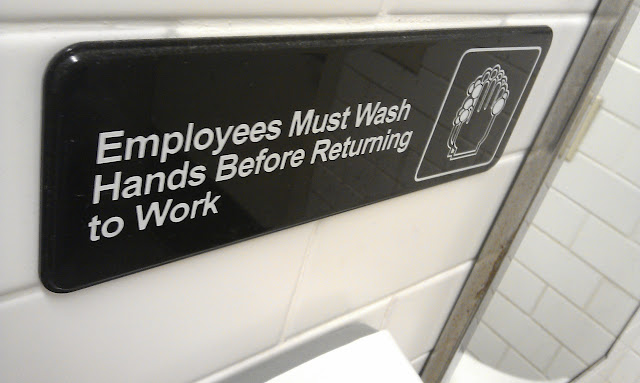 Employees Must Wash
Hands Before Returning
to Work